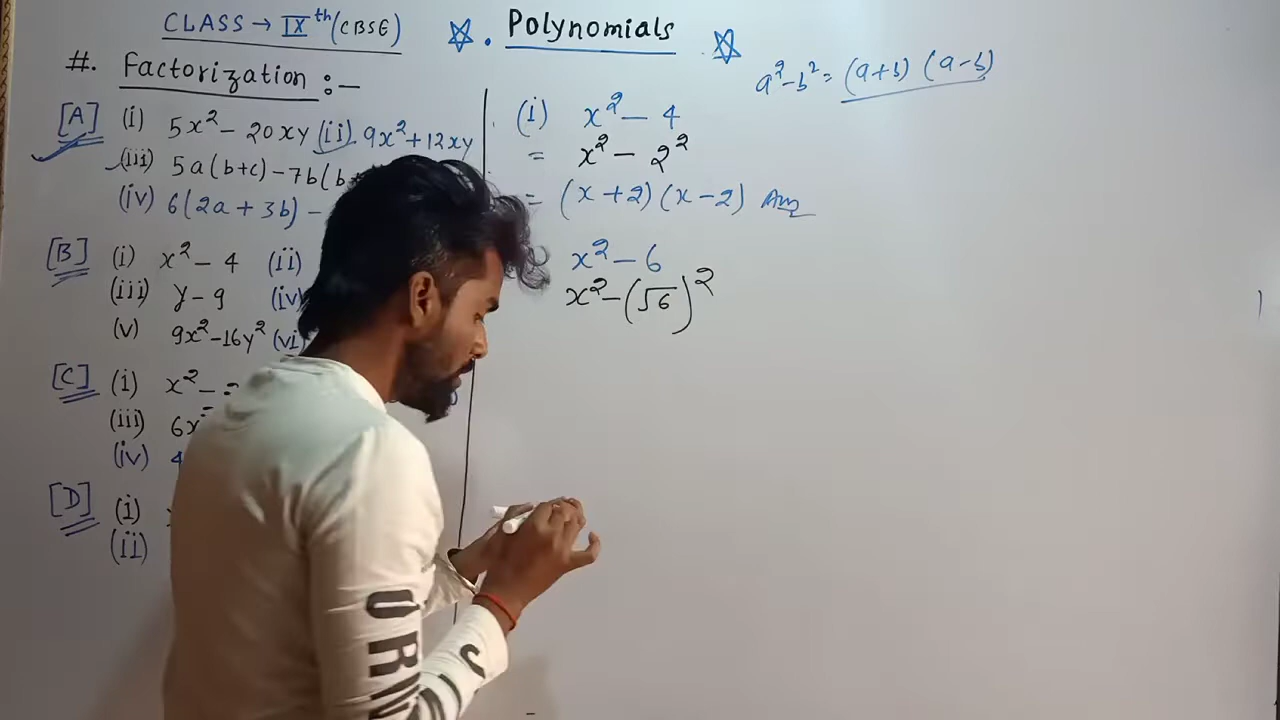 CLASS → IXth (CBSE)
☆. Polynomials ☆
#. Factorization :—
a² - b² = (a+b) (a-b)
[A] (i) 5x² - 20xy (ii) 9x² + 12xy
(iii) 5a(b+c) - 7b(b+
(iv) 6(2a + 3b) -
[B] (i) x² - 4 (ii)
(iii) y - 9 (iv)
(v) 9x² - 16y² (vi)
[C] (i) x² -
(iii) 6x
(iv) 4
[D] (i)
(ii)
(i) x² - 4
= x² - 2²
= (x + 2) (x - 2) Ans
x² - 6
x² - (√6)²
OR